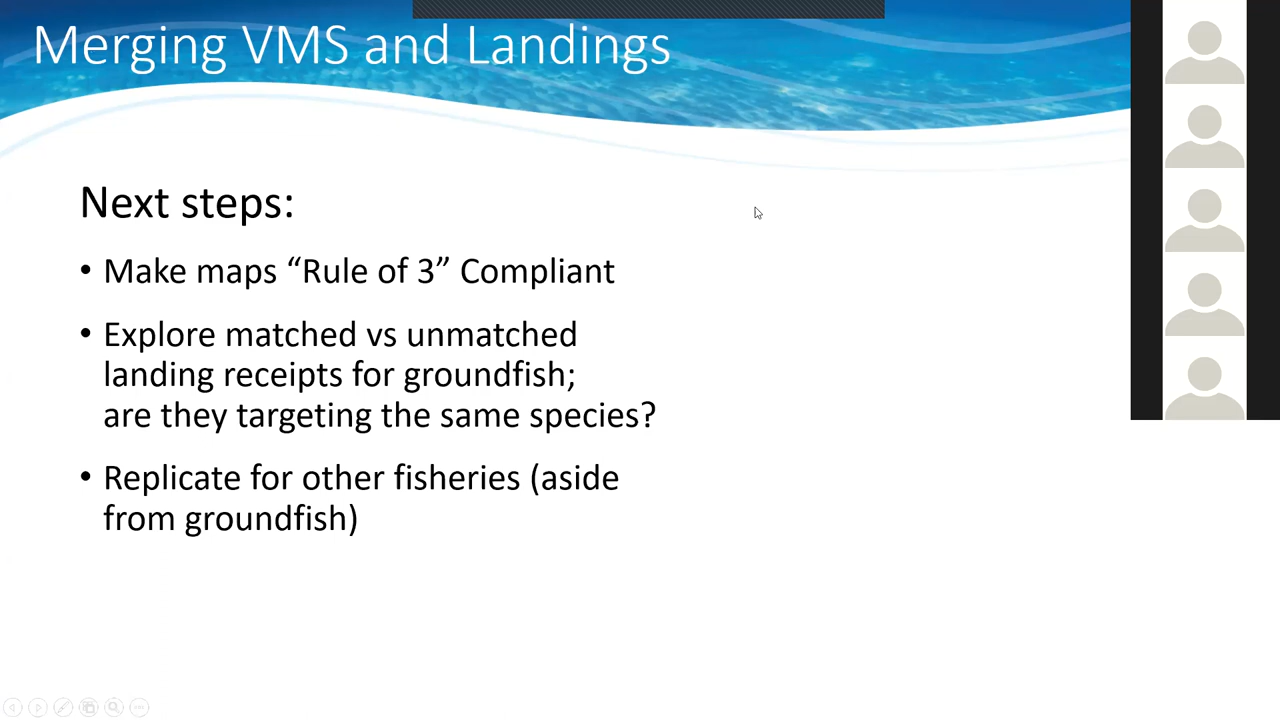 Merging VMS and Landings
Next steps:
• Make maps “Rule of 3” Compliant
• Explore matched vs unmatched
landing receipts for groundfish;
are they targeting the same species?
• Replicate for other fisheries (aside
from groundfish)